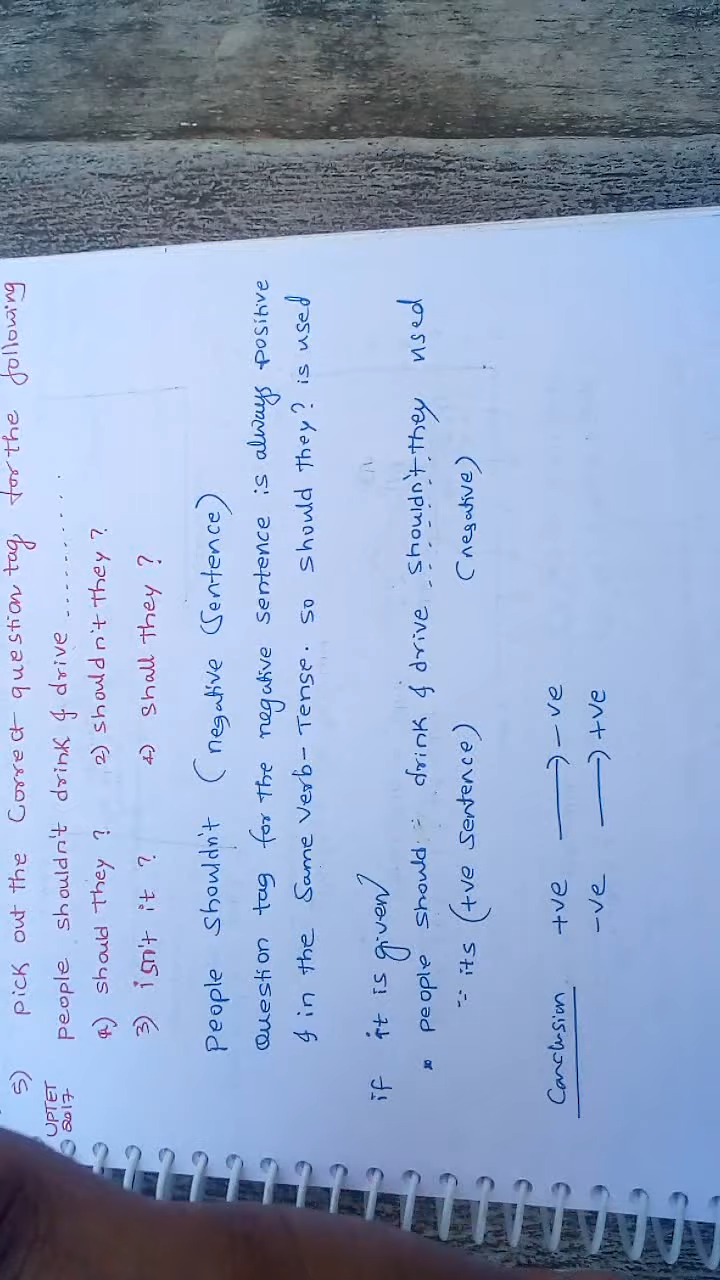 5) pick out the Correct question tag for the following
UPTET 2017
people shouldn't drink & drive ...........
1) should they? 2) shouldn't they?
3) isn't it? 4) shall they?
people shouldn't (negative sentence)
question tag for the negative sentence is always positive
& in the same verb-Tense. so should they? is used
if it is given
people should drink & drive shouldn't they used
∵ its (+ve sentence) (negative)
Conclusion +ve ⟶ -ve
-ve ⟶ +ve